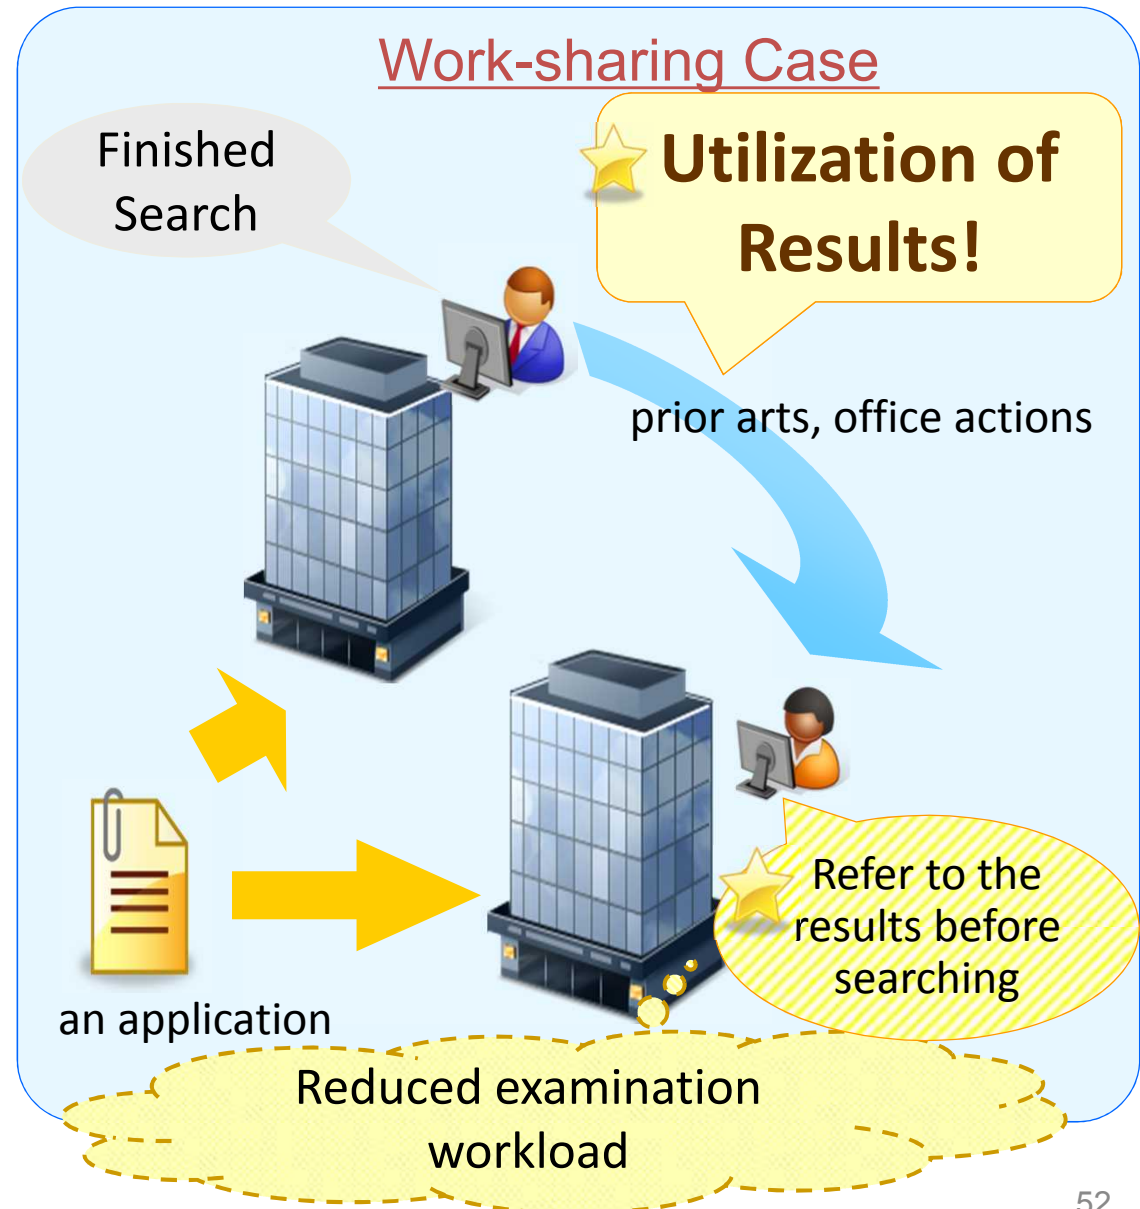 Work-sharing Case
Finished
Search
Utilization of
Results!
prior arts, office actions
Refer to the
results before
searching
an application
Reduced examination
workload
52